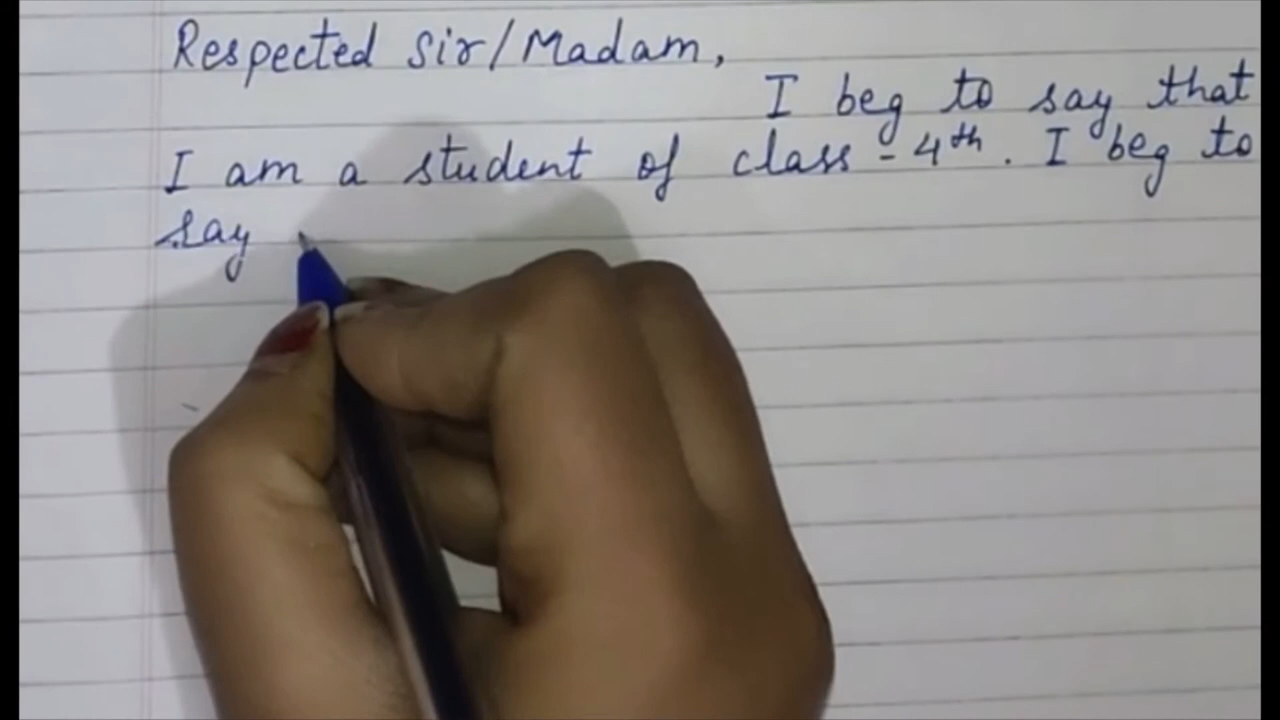 Respected Sir/Madam,
I beg to say that
I am a student of class - 4th. I beg to
say